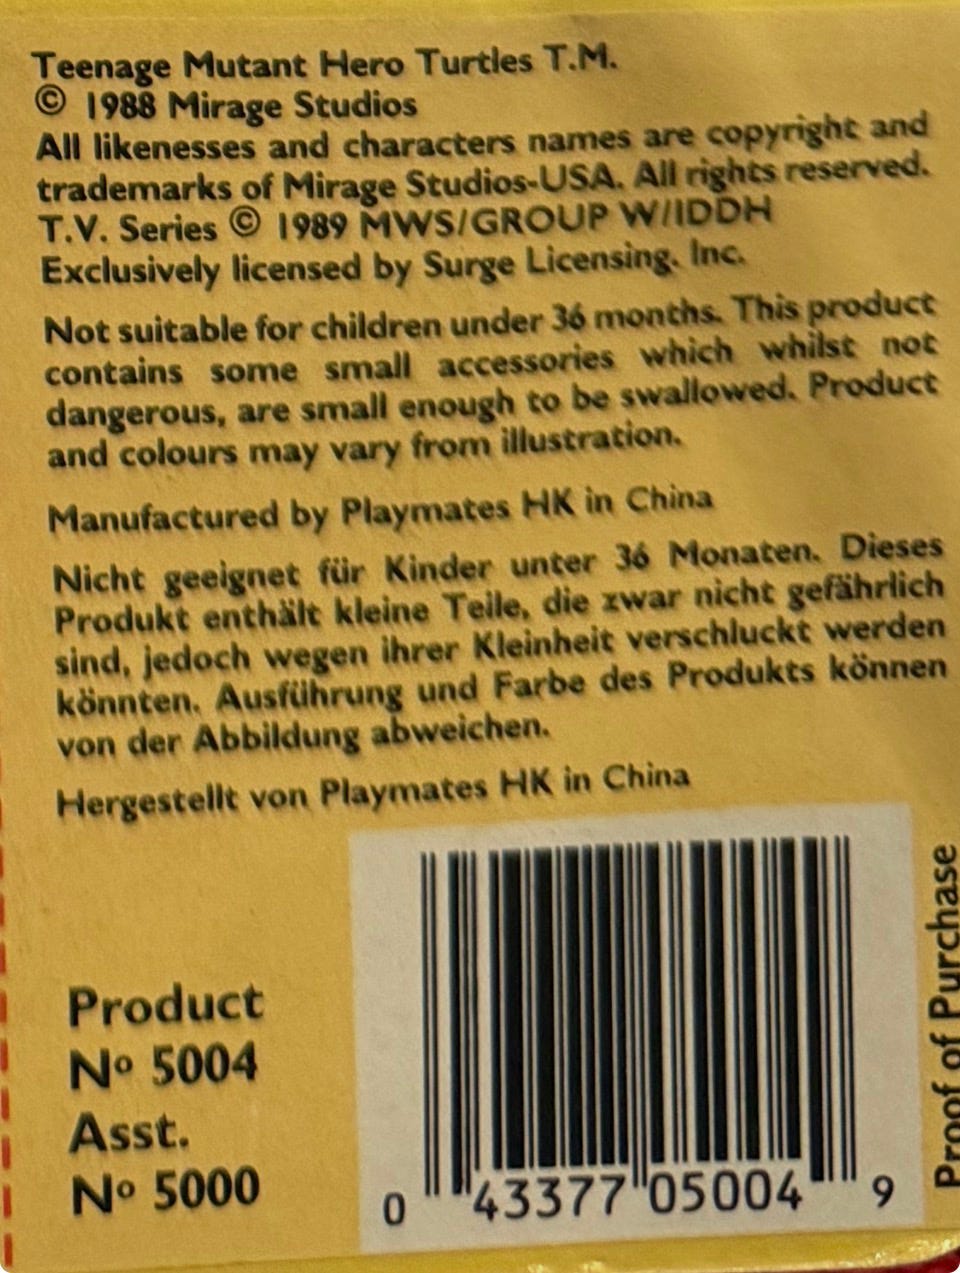 Teenage Mutant Hero Turtles T.M.
© 1988 Mirage Studios
All likenesses and characters names are copyright and
trademarks of Mirage Studios-USA. All rights reserved.
T.V. Series © 1989 MWS/GROUP W/IDDH
Exclusively licensed by Surge Licensing. Inc.
Not suitable for children under 36 months. This product
contains some small accessories which whilst not
dangerous, are small enough to be swallowed. Product
and colours may vary from illustration.
Manufactured by Playmates HK in China
Nicht geeignet für Kinder unter 36 Monaten. Dieses
Produkt enthält kleine Teile, die zwar nicht gefährlich
sind, jedoch wegen ihrer Kleinheit verschluckt werden
könnten. Ausführung und Farbe des Produkts können
von der Abbildung abweichen.
Hergestellt von Playmates HK in China
Product
Nº 5004
Asst.
Nº 5000
0 43377 05004 9
Proof of Purchase